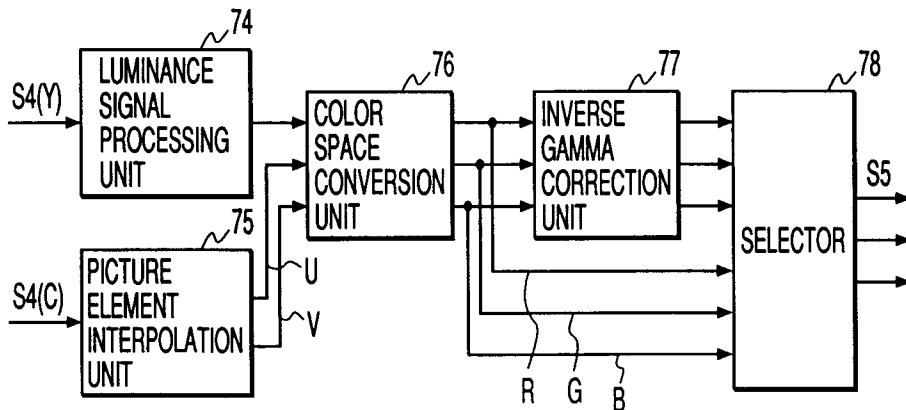 74
S4(Y)
LUMINANCE
SIGNAL
PROCESSING
UNIT
76
COLOR
SPACE
CONVERSION
UNIT
77
INVERSE
GAMMA
CORRECTION
UNIT
78
SELECTOR
S5
75
S4(C)
PICTURE
ELEMENT
INTERPOLATION
UNIT
U
V
R
G
B